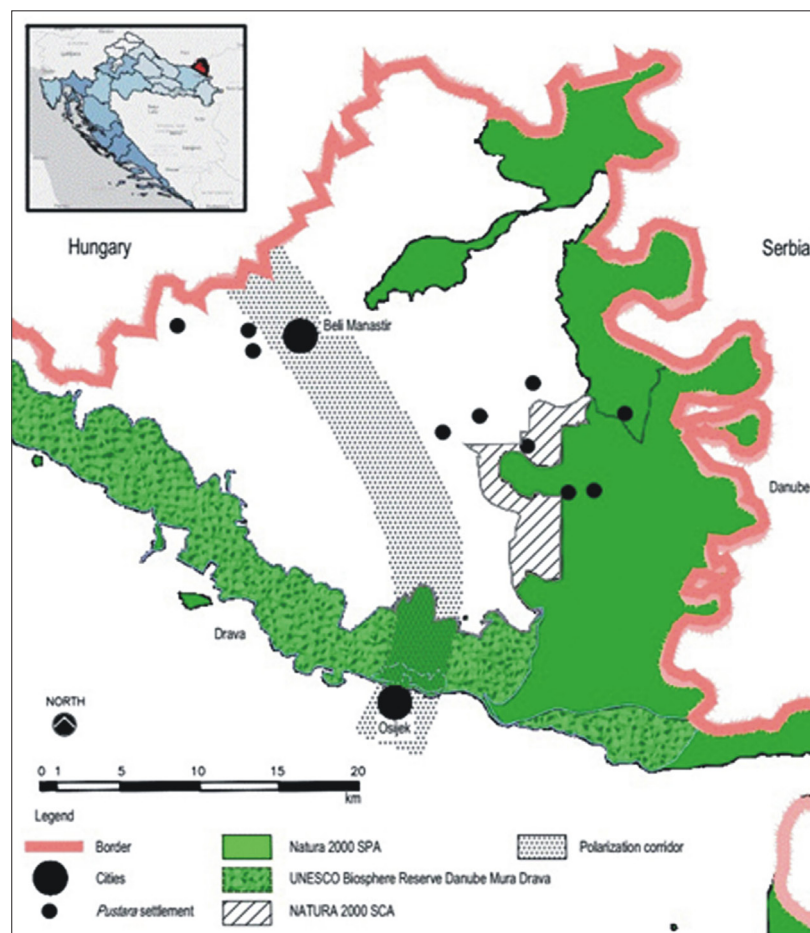 Hungary
Serbia
Beli Manastir
Danube
Drava
NORTH
Osijek
0 1 5 10 15 20
km
Legend
Border
Natura 2000 SPA
Polarization corridor
Cities
UNESCO Biosphere Reserve Danube Mura Drava
Pustara settlement
NATURA 2000 SCA